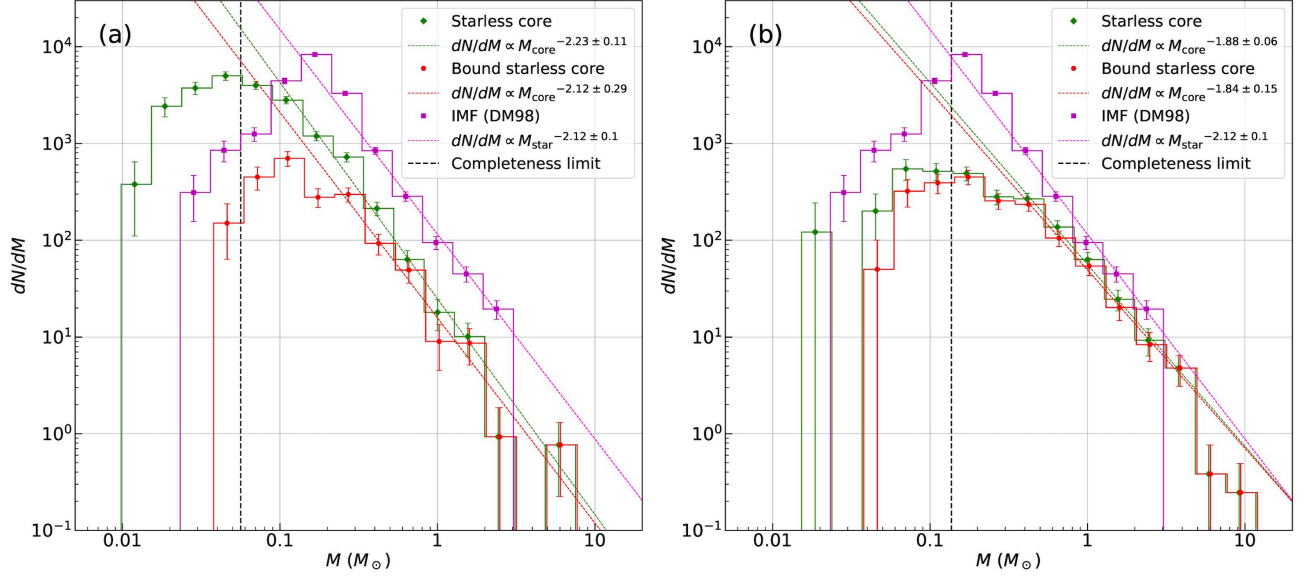 (a)
Starless core
dN/dM ∝ M_core^−2.23 ± 0.11
Bound starless core
dN/dM ∝ M_core^−2.12 ± 0.29
IMF (DM98)
dN/dM ∝ M_star^−2.12 ± 0.1
Completeness limit
dN/dM
10^4
10^3
10^2
10^1
10^0
10^−1
0.01
0.1
1
10
M (M_⊙)
(b)
Starless core
dN/dM ∝ M_core^−1.88 ± 0.06
Bound starless core
dN/dM ∝ M_core^−1.84 ± 0.15
IMF (DM98)
dN/dM ∝ M_star^−2.12 ± 0.1
Completeness limit
dN/dM
10^4
10^3
10^2
10^1
10^0
10^−1
0.01
0.1
1
10
M (M_⊙)